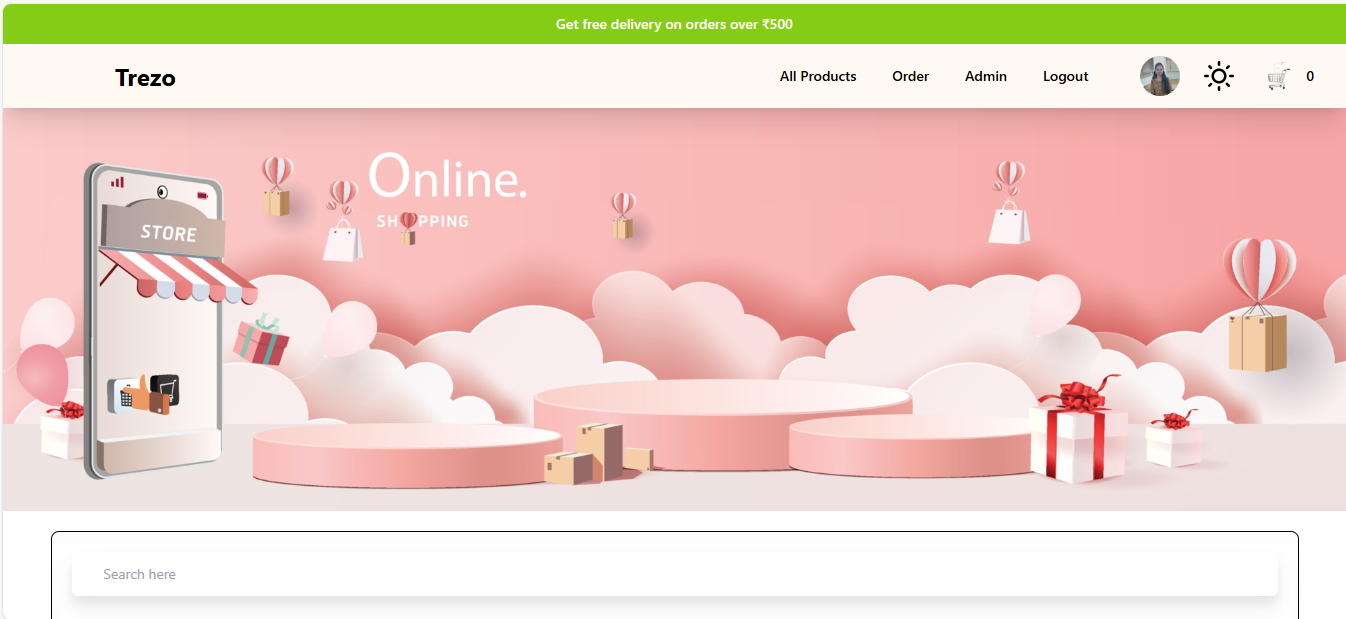 Get free delivery on orders over ₹500
Trezo
All Products Order Admin Logout 0
Online.
SHOPPING
STORE
Search here